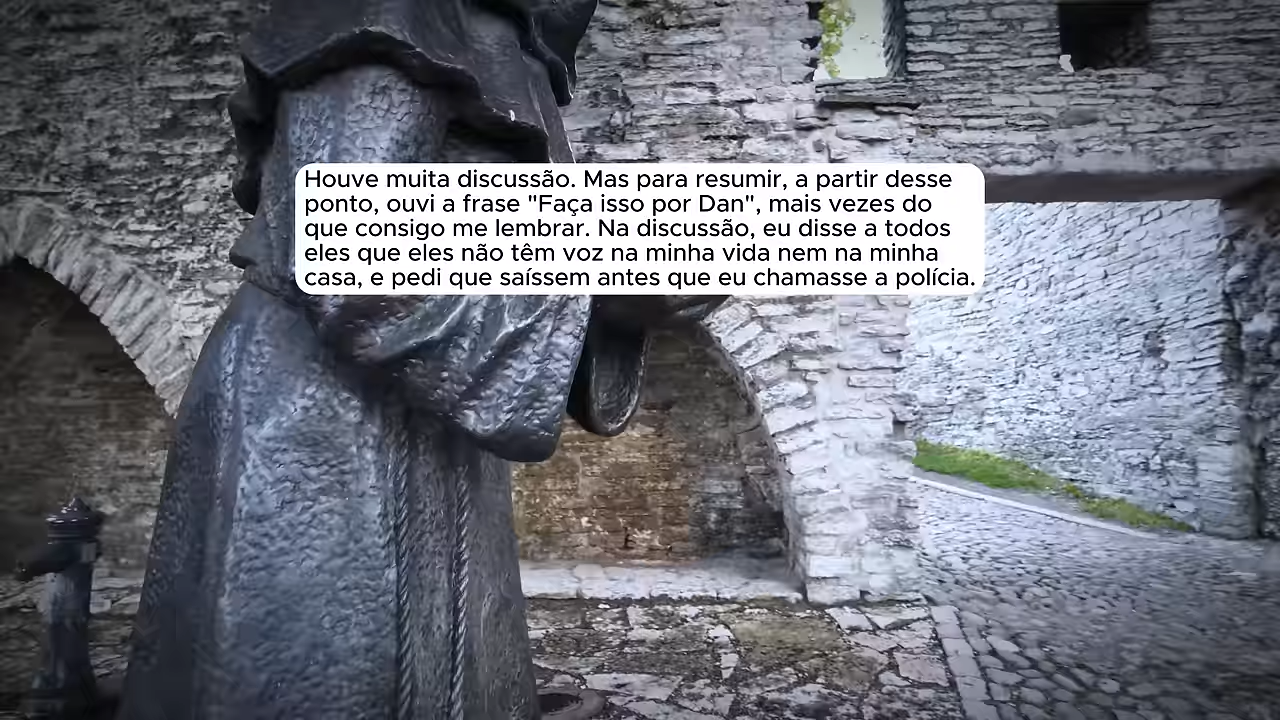 Houve muita discussão. Mas para resumir, a partir desse
ponto, ouvi a frase "Faça isso por Dan", mais vezes do
que consigo me lembrar. Na discussão, eu disse a todos
eles que eles não têm voz na minha vida nem na minha
casa, e pedi que saíssem antes que eu chamasse a polícia.